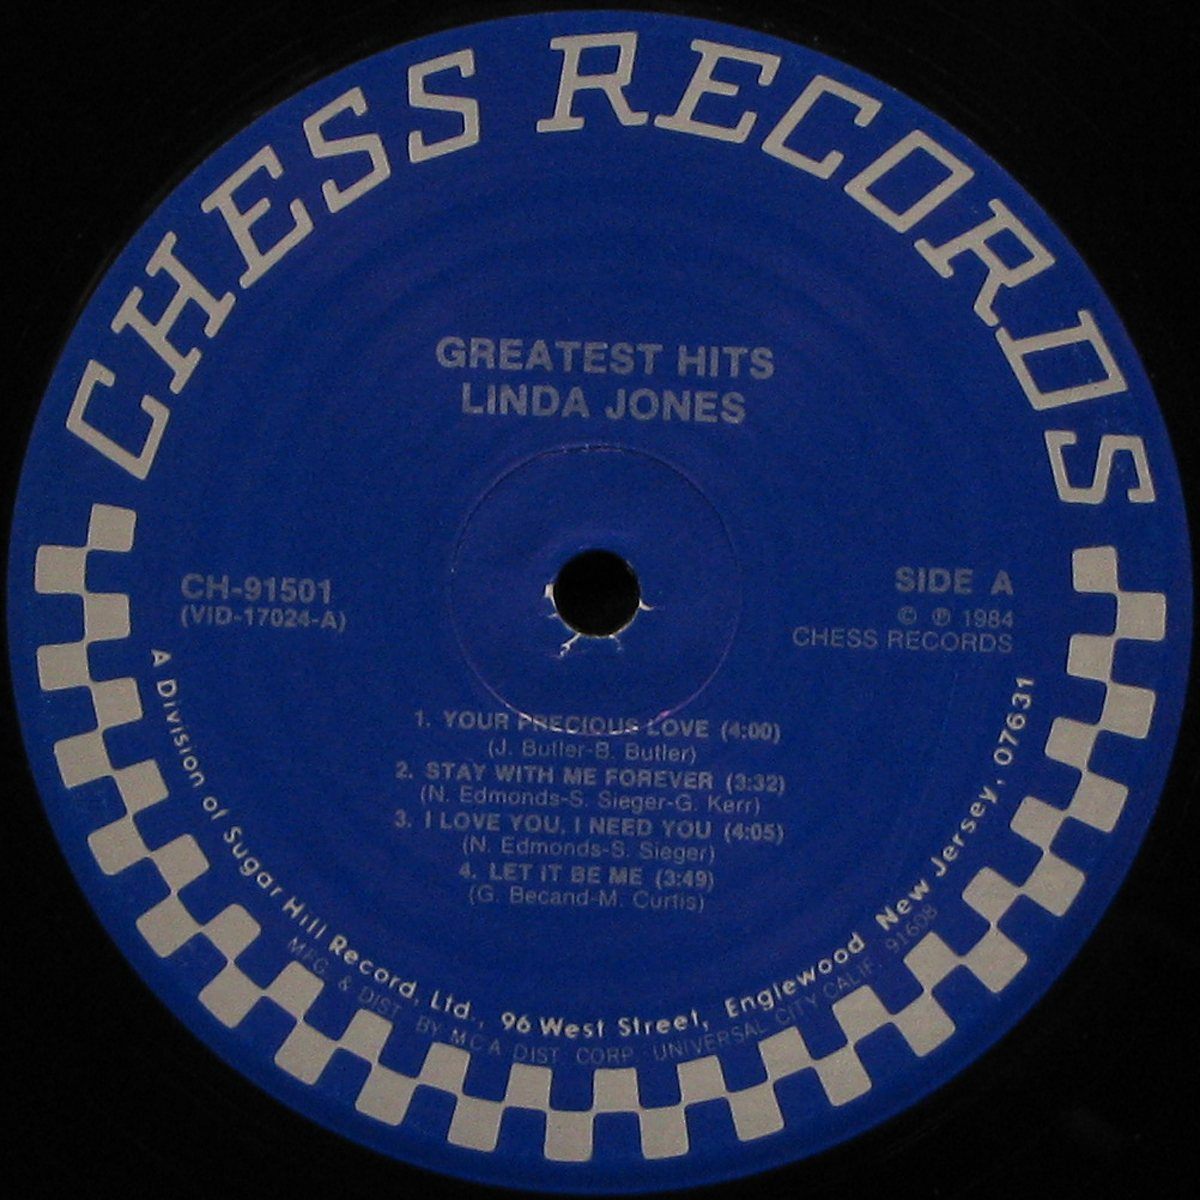 CHESS RECORDS
GREATEST HITS
LINDA JONES
CH-91501
(VID-17024-A)
SIDE A
© ℗ 1984
CHESS RECORDS
1. YOUR PRECIOUS LOVE (4:00)
(J. Butler-B. Butler)
2. STAY WITH ME FOREVER (3:32)
(N. Edmonds-S. Sieger-G. Kerr)
3. I LOVE YOU, I NEED YOU (4:05)
(N. Edmonds-S. Sieger)
4. LET IT BE ME (3:49)
(G. Becand-M. Curtis)
A Division of Sugar Hill Record, Ltd., 96 West Street, Englewood New Jersey, 07631
MFG. & DIST. BY MCA DIST. CORP. UNIVERSAL CITY CALIF. 91608